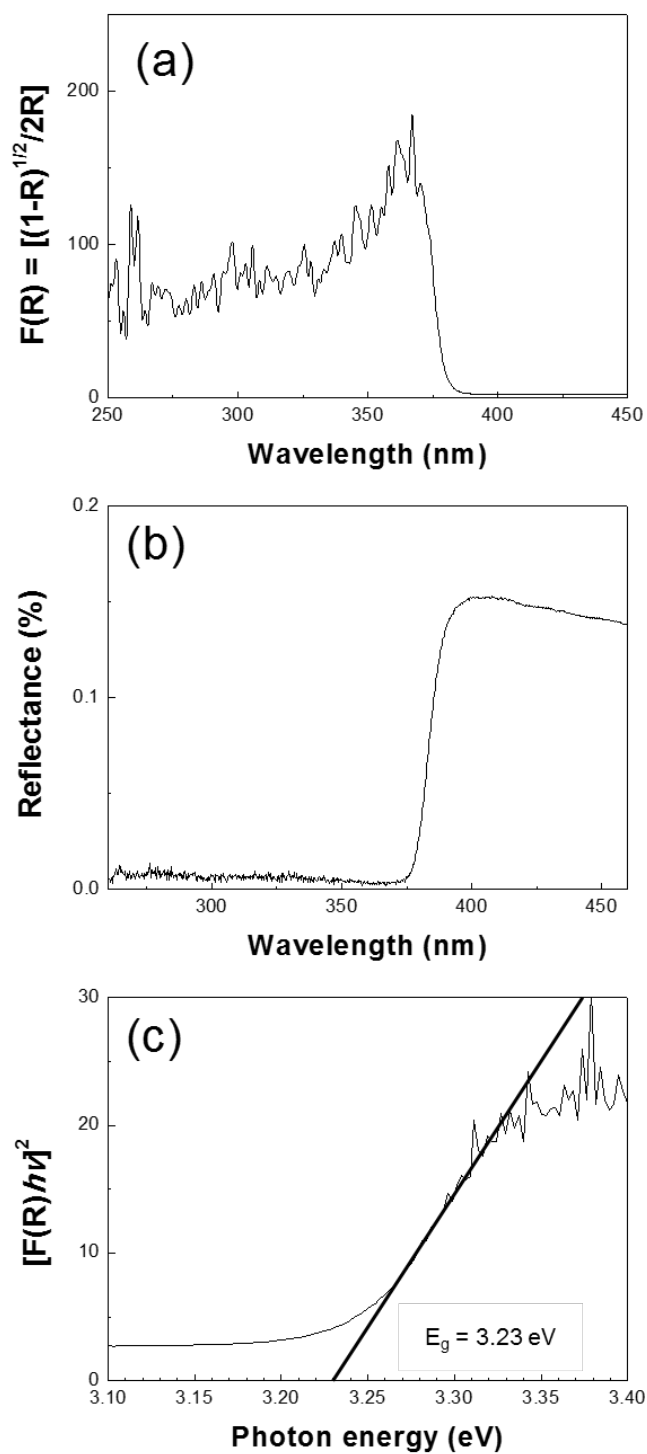 (a)
F(R) = [(1-R)^1/2/2R]
200
100
0
250 300 350 400 450
Wavelength (nm)
(b)
Reflectance (%)
0.2
0.1
0.0
300 350 400 450
Wavelength (nm)
(c)
[F(R)hν]²
30
20
10
0
E_g = 3.23 eV
3.10 3.15 3.20 3.25 3.30 3.35 3.40
Photon energy (eV)